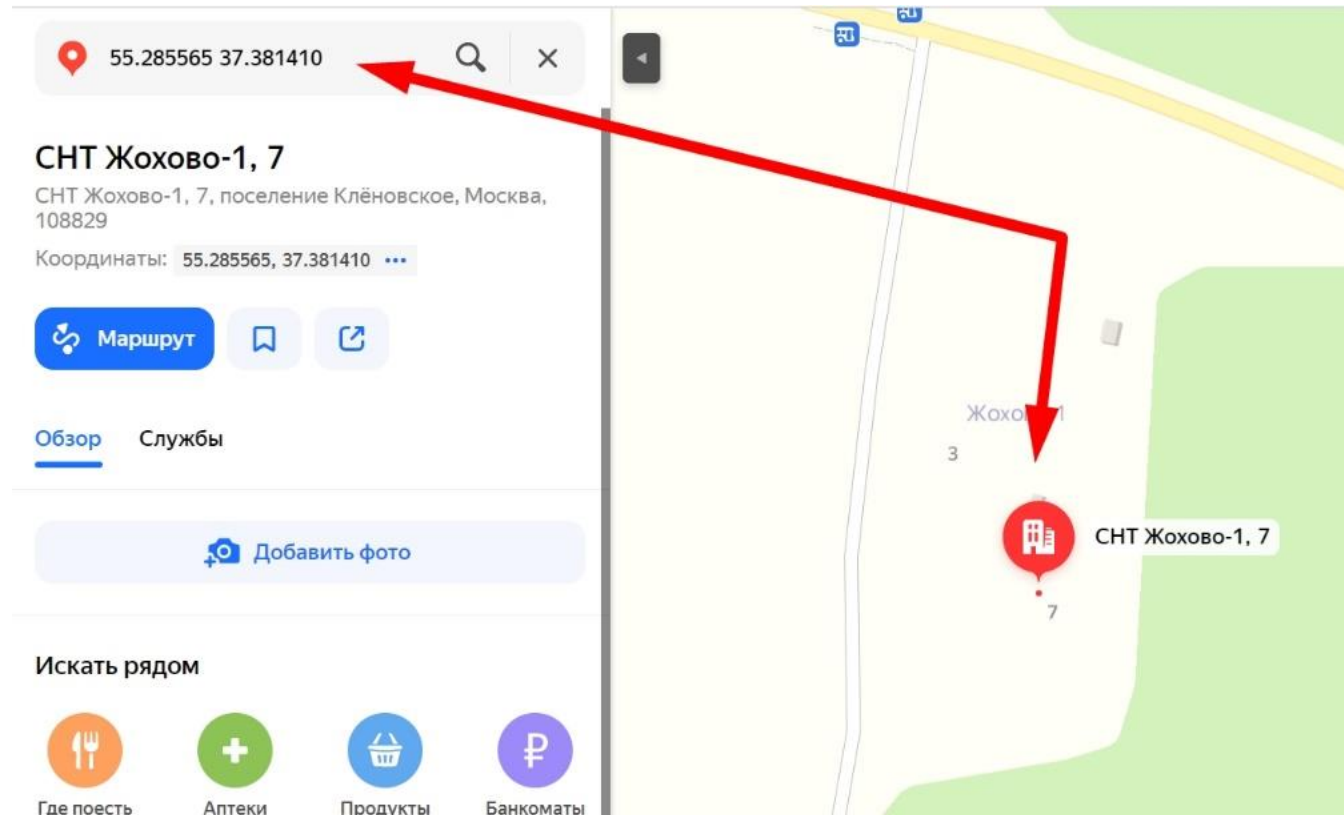 55.285565 37.381410
СНТ Жохово-1, 7
СНТ Жохово-1, 7, поселение Клёновское, Москва,
108829
Координаты: 55.285565, 37.381410 •••
Маршрут
Обзор Службы
Добавить фото
Искать рядом
Где поесть Аптеки Продукты Банкоматы
3
СНТ Жохово-1, 7
7